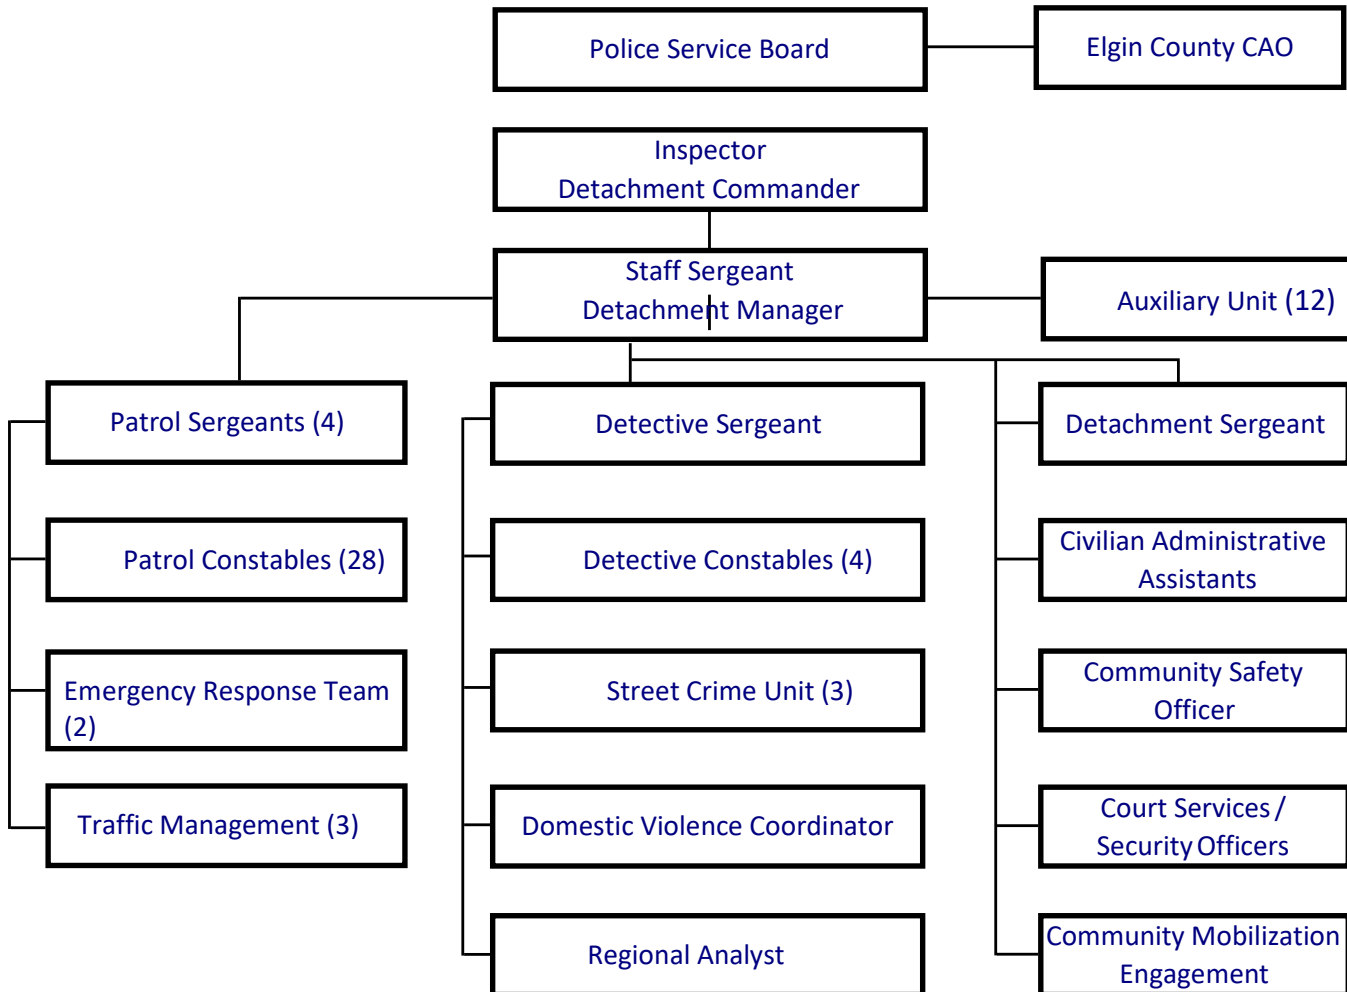 Police Service Board
Elgin County CAO
Inspector
Detachment Commander
Staff Sergeant
Detachment Manager
Auxiliary Unit (12)
Patrol Sergeants (4)
Detective Sergeant
Detachment Sergeant
Patrol Constables (28)
Detective Constables (4)
Civilian Administrative
Assistants
Emergency Response Team
(2)
Street Crime Unit (3)
Community Safety
Officer
Traffic Management (3)
Domestic Violence Coordinator
Court Services /
Security Officers
Regional Analyst
Community Mobilization
Engagement